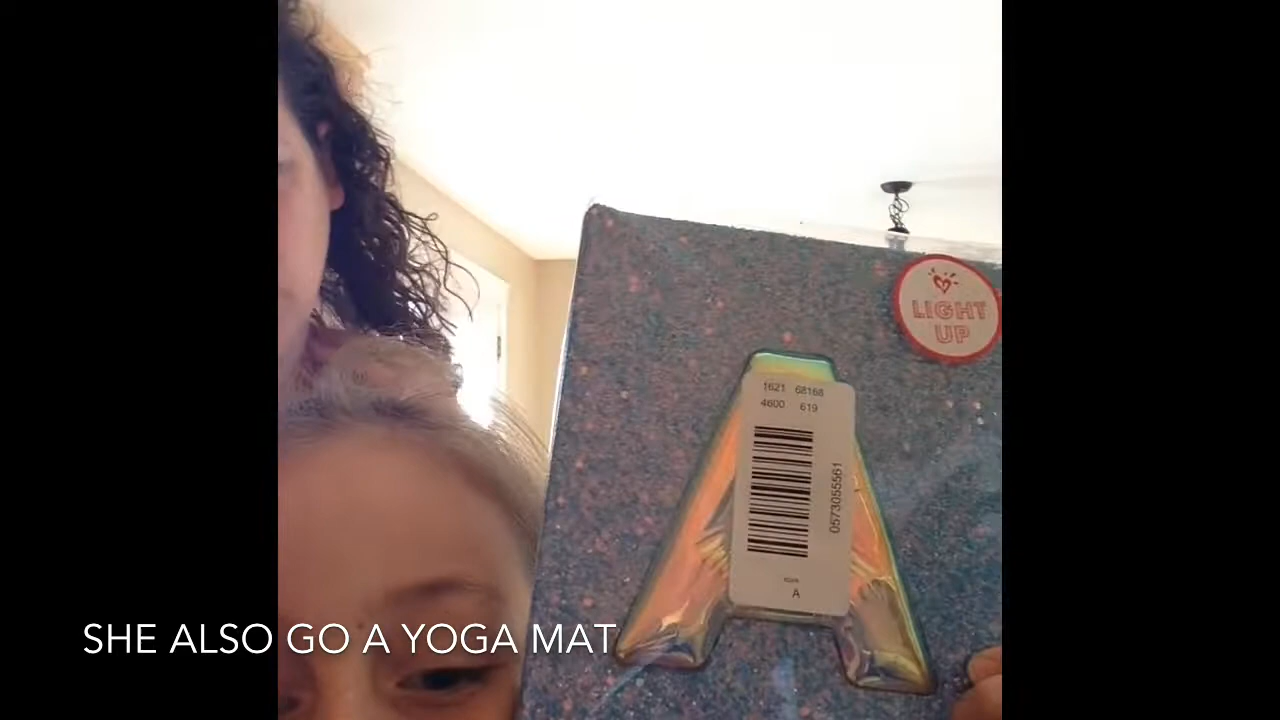 LIGHT
UP
1621 68168
4600 619
0573055561
A
SHE ALSO GO A YOGA MAT